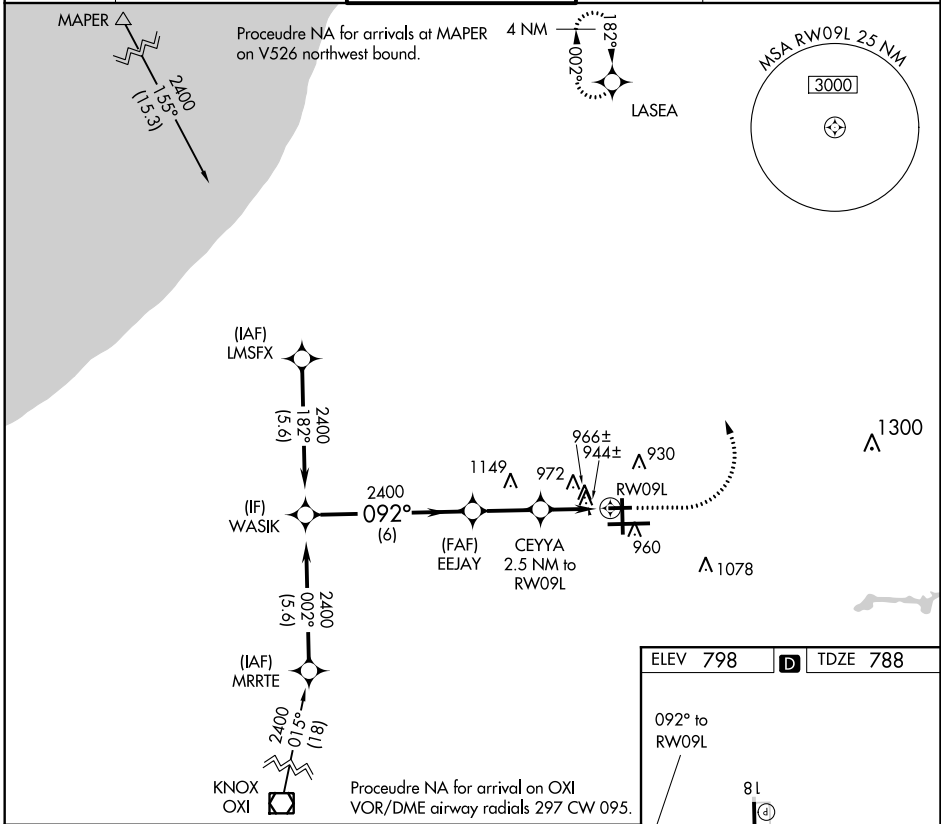 MAPER
2400
155°
(15.3)
Proceudre NA for arrivals at MAPER
on V526 northwest bound.
4 NM
182°
002°
LASEA
MSA RW09L 25 NM
3000
(IAF)
LMSFX
2400
182°
(5.6)
(IF)
WASIK
2400
092°
(6)
(FAF)
EEJAY
CEYYA
2.5 NM to
RW09L
1149
972
966±
944±
930
RW09L
960
1078
1300
2400
002°
(5.6)
(IAF)
MRRTE
2400
015°
(18)
KNOX
OXI
Proceudre NA for arrival on OXI
VOR/DME airway radials 297 CW 095.
ELEV 798
D
TDZE 788
092° to
RW09L
18
P